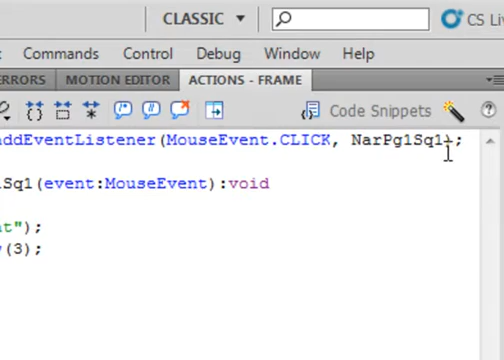 CLASSIC CS Liv
Commands Control Debug Window Help
ERRORS MOTION EDITOR ACTIONS - FRAME
Code Snippets
addEventListener(MouseEvent.CLICK, NarPg1Sq1);
Sq1(event:MouseEvent):void
nt");
(3);